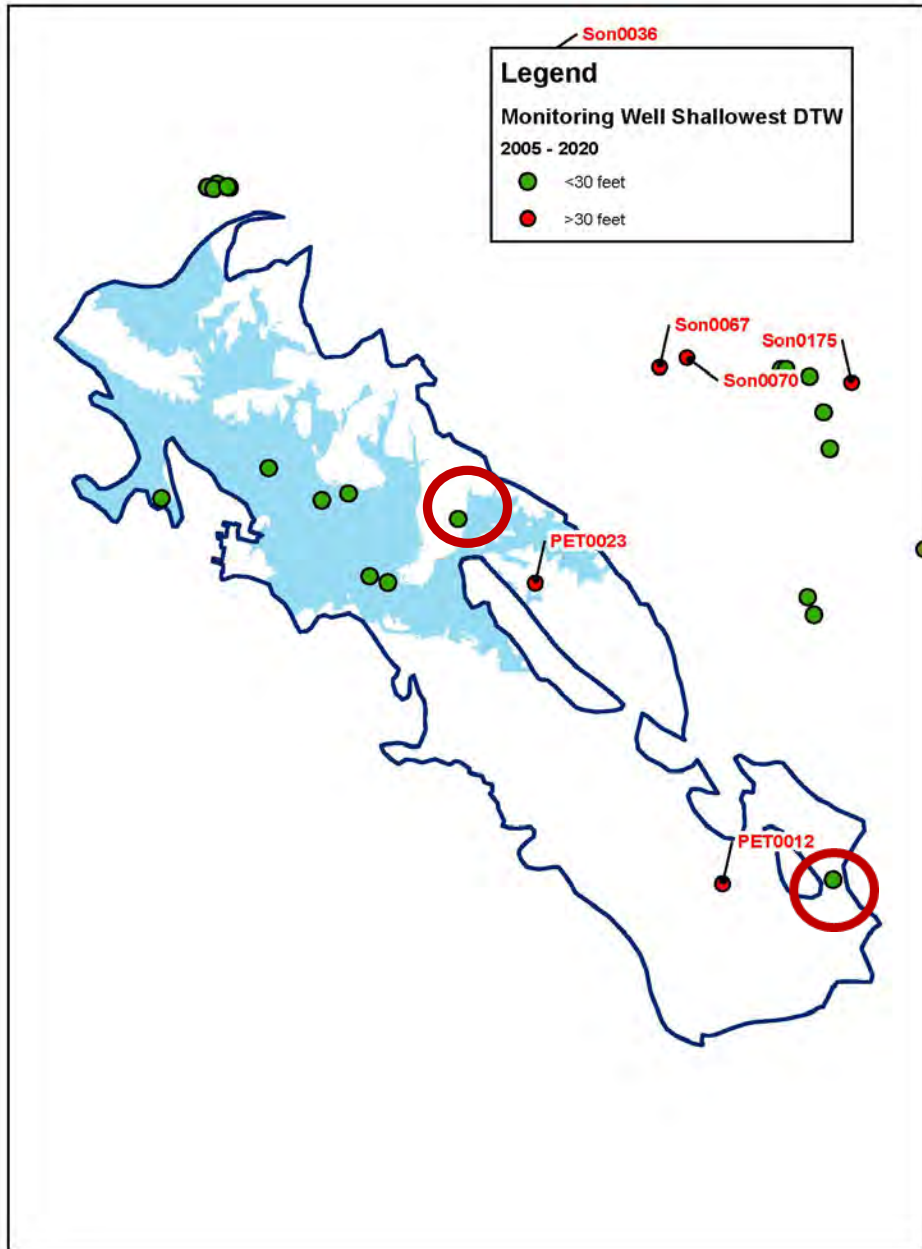 Son0036
Legend
Monitoring Well Shallowest DTW
2005 - 2020
<30 feet
>30 feet
Son0067
Son0175
Son0070
PET0023
PET0012